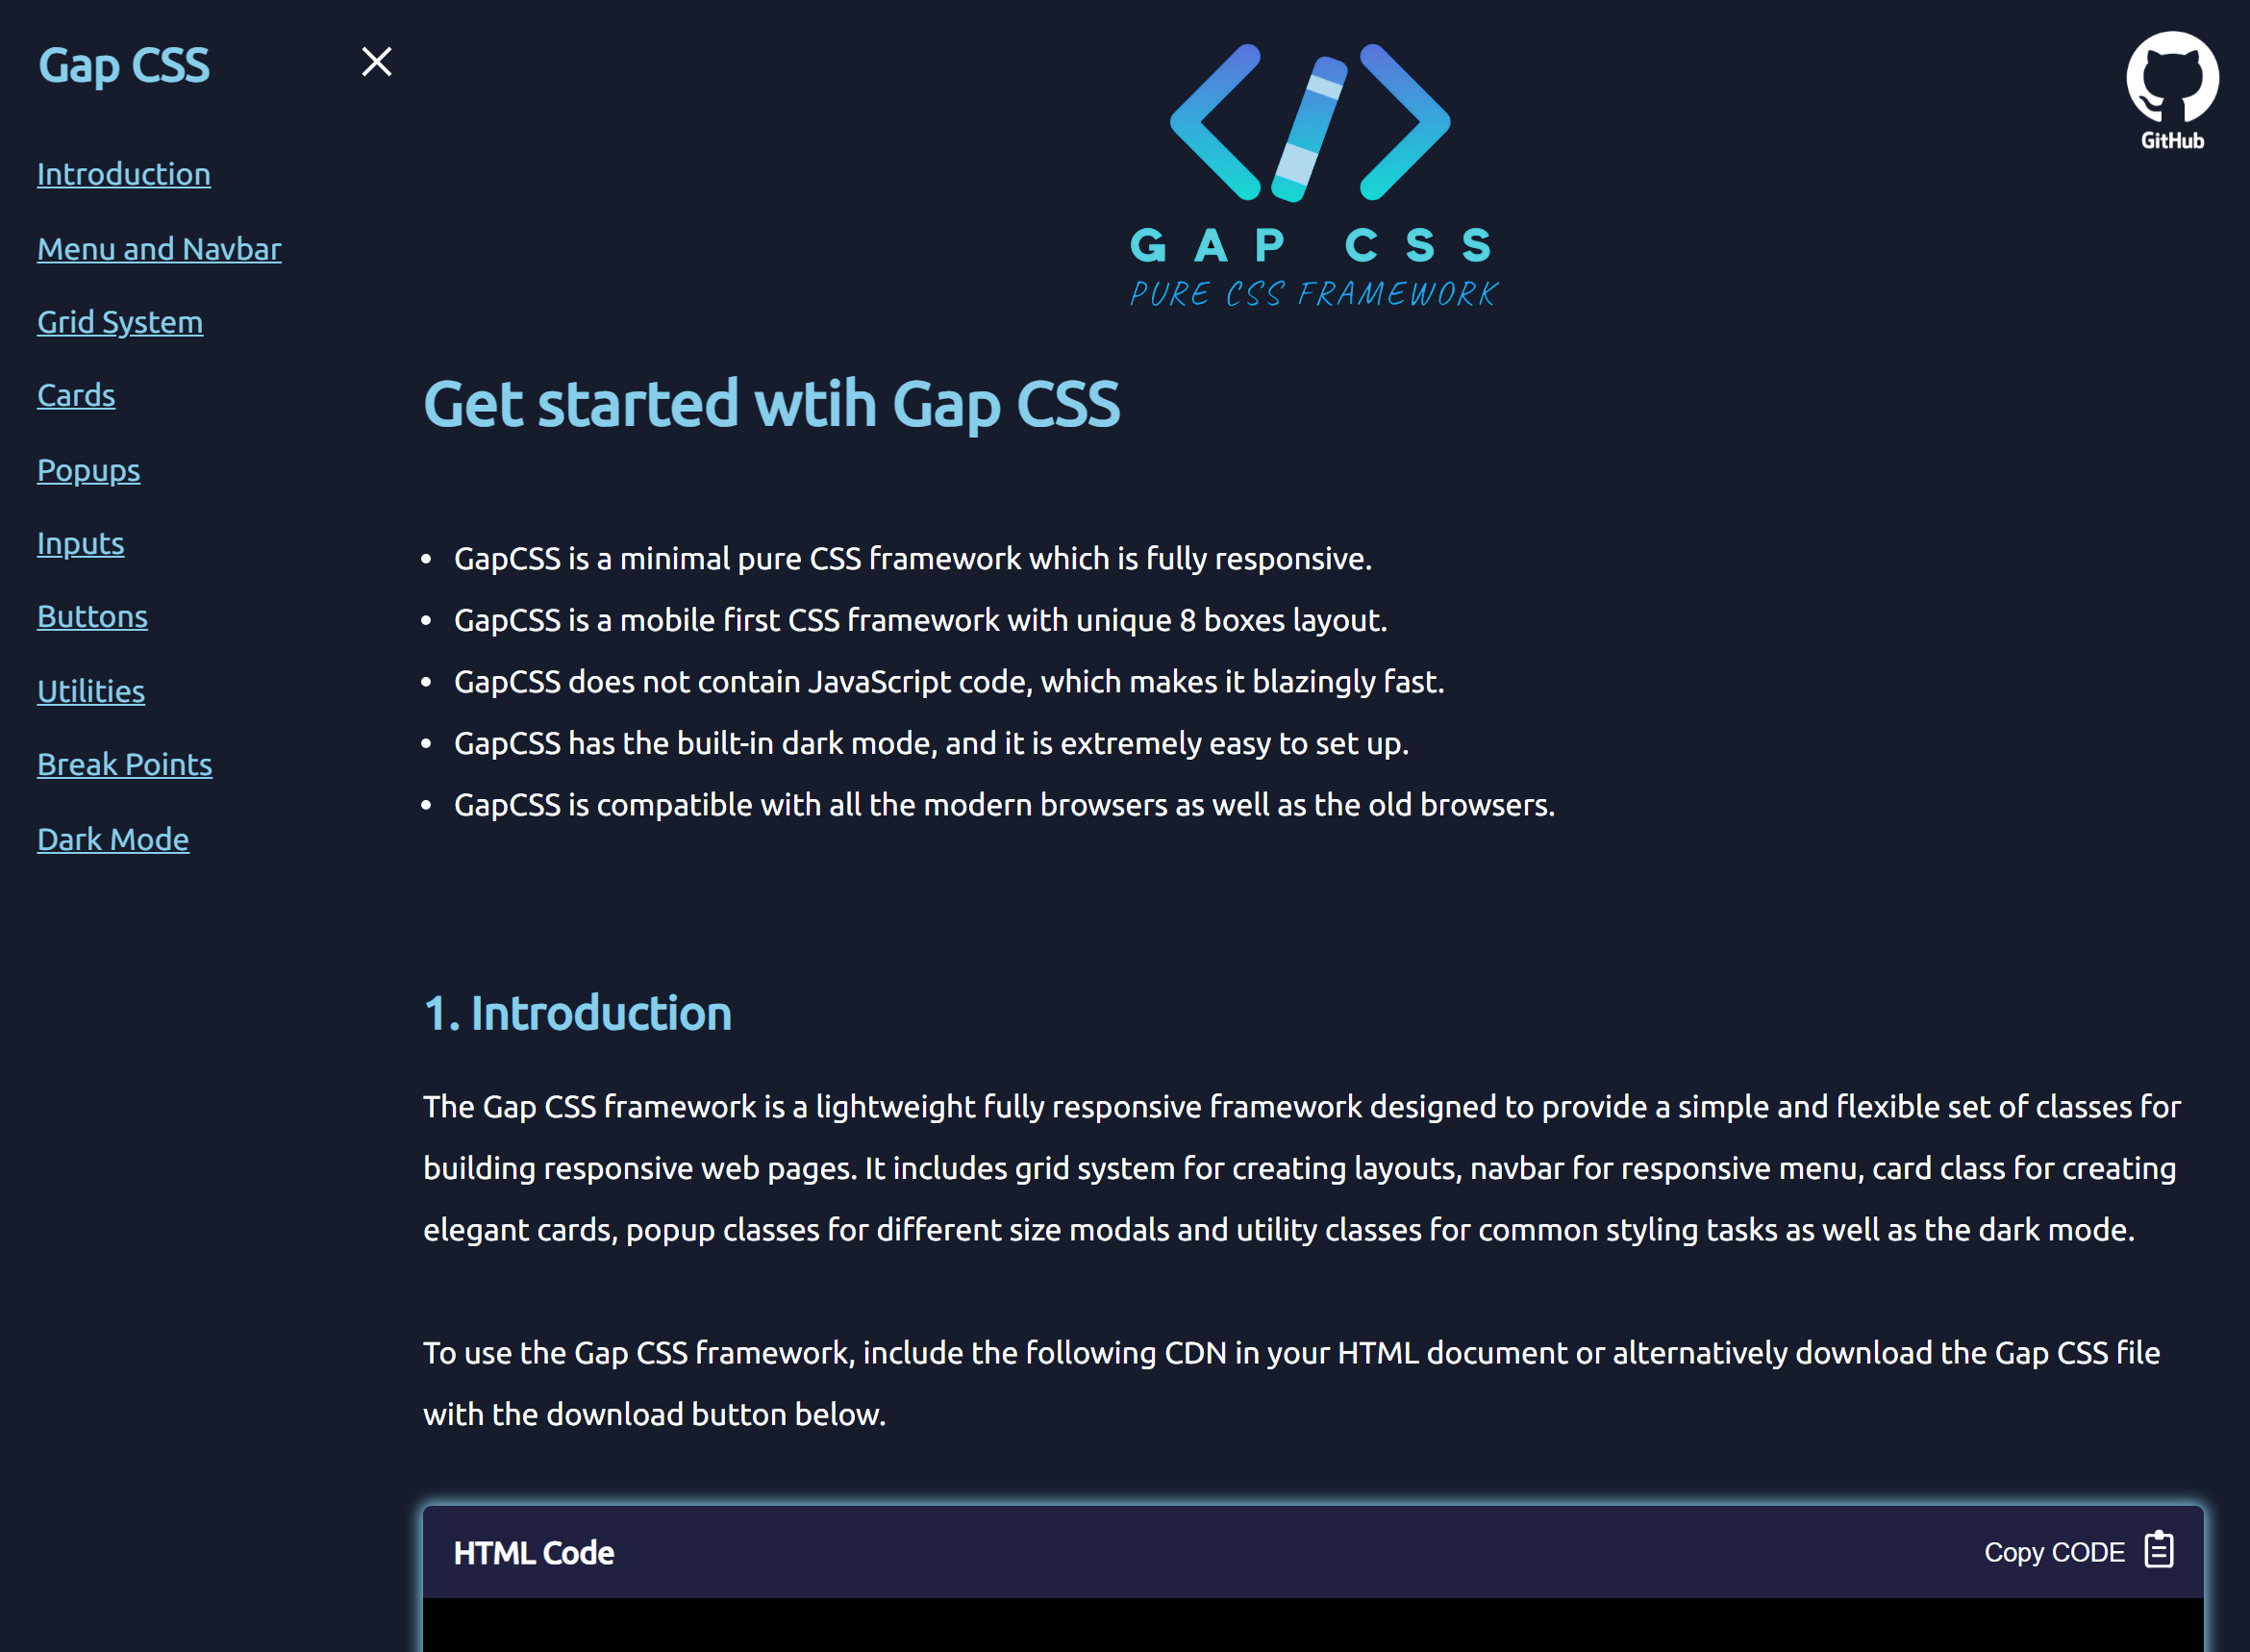 Gap CSS
Introduction
Menu and Navbar
Grid System
Cards
Popups
Inputs
Buttons
Utilities
Break Points
Dark Mode
GAP CSS
PURE CSS FRAMEWORK
GitHub
Get started wtih Gap CSS
• GapCSS is a minimal pure CSS framework which is fully responsive.
• GapCSS is a mobile first CSS framework with unique 8 boxes layout.
• GapCSS does not contain JavaScript code, which makes it blazingly fast.
• GapCSS has the built-in dark mode, and it is extremely easy to set up.
• GapCSS is compatible with all the modern browsers as well as the old browsers.
1. Introduction
The Gap CSS framework is a lightweight fully responsive framework designed to provide a simple and flexible set of classes for
building responsive web pages. It includes grid system for creating layouts, navbar for responsive menu, card class for creating
elegant cards, popup classes for different size modals and utility classes for common styling tasks as well as the dark mode.
To use the Gap CSS framework, include the following CDN in your HTML document or alternatively download the Gap CSS file
with the download button below.
HTML Code
Copy CODE